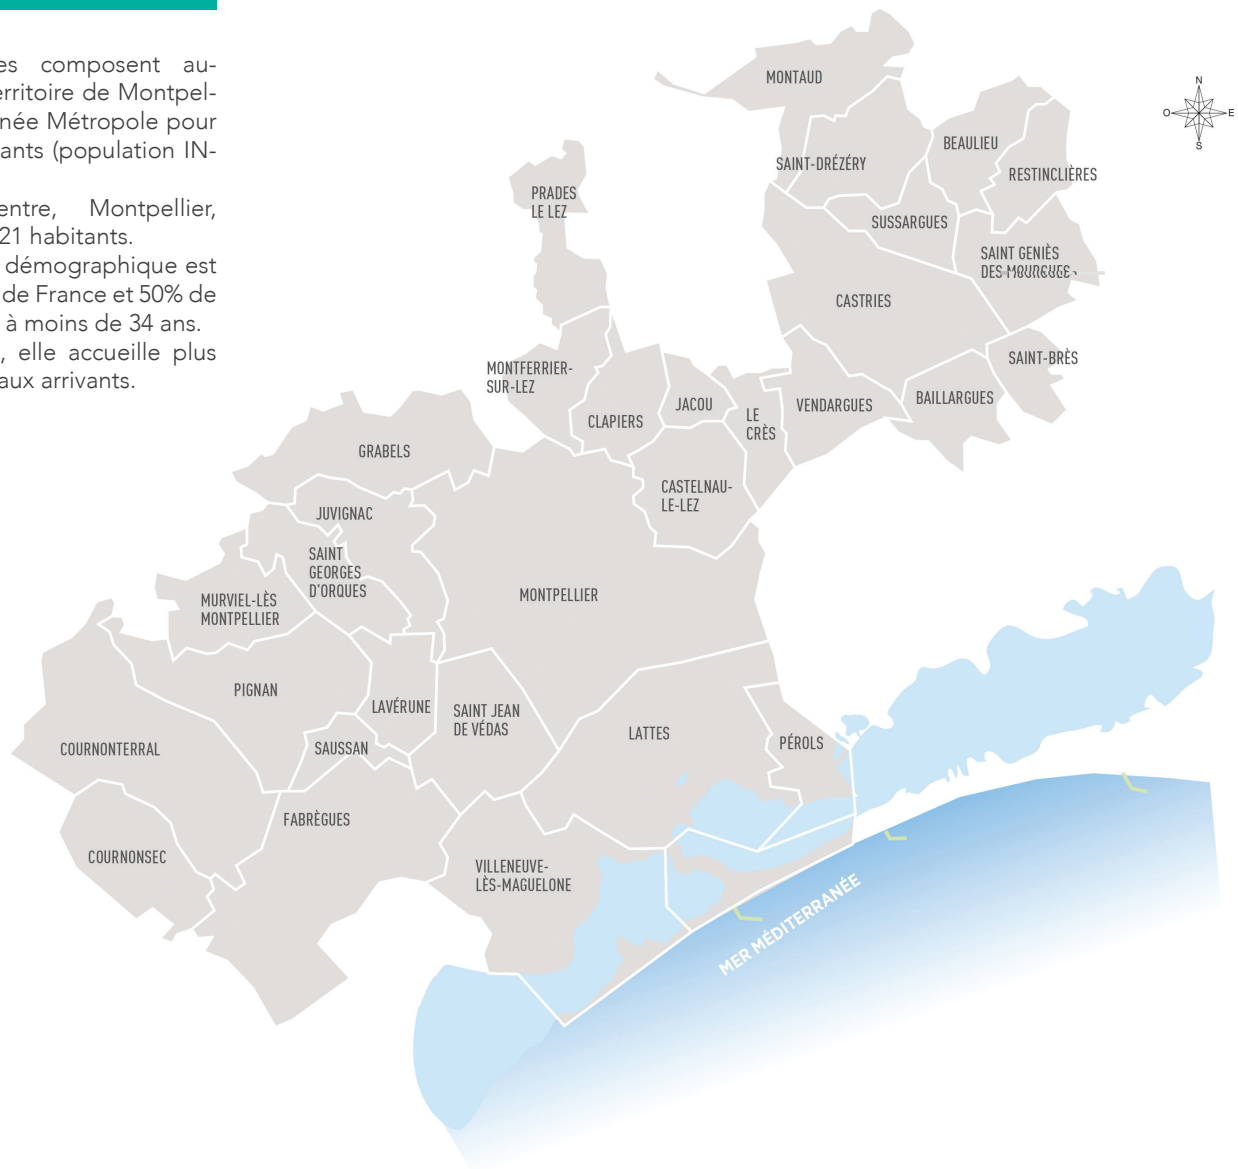 es composent au-
erritoire de Montpel-
née Métropole pour
ants (population IN-
entre, Montpellier,
21 habitants.
démographique est
de France et 50% de
à moins de 34 ans.
, elle accueille plus
aux arrivants.
N
O
E
S
MONTAUD
BEAULIEU
SAINT-DRÉZÉRY
RESTINCLIÈRES
PRADES
LE LEZ
SUSSARGUES
SAINT GENIÈS
DES MOURGUES
CASTRIES
SAINT-BRÈS
MONTFERRIER-
SUR-LEZ
BAILLARGUES
JACOU
VENDARGUES
LE
CRÈS
CLAPIERS
GRABELS
CASTELNAU-
LE-LEZ
JUVIGNAC
SAINT
GEORGES
D'ORQUES
MONTPELLIER
MURVIEL-LÈS
MONTPELLIER
PIGNAN
LAVÉRUNE
SAINT JEAN
DE VÉDAS
LATTES
PÉROLS
COURNONTERRAL
SAUSSAN
FABRÈGUES
COURNONSEC
VILLENEUVE-
LÈS-MAGUELONE
MER MÉDITERRANÉE